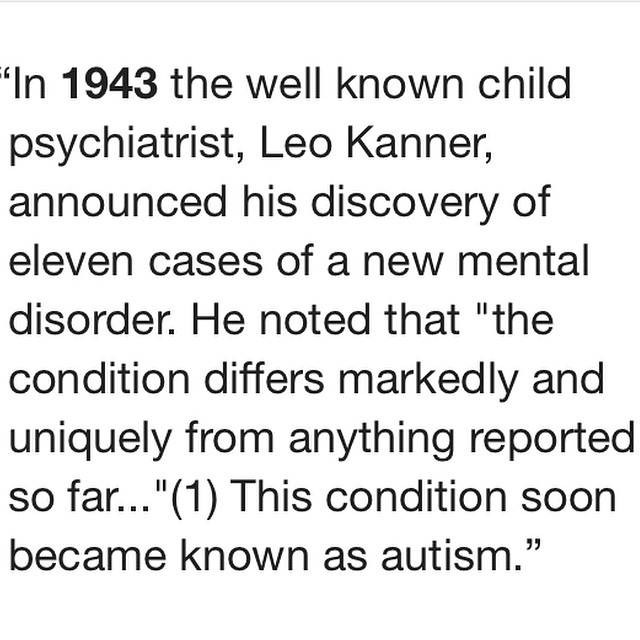 “In 1943 the well known child
psychiatrist, Leo Kanner,
announced his discovery of
eleven cases of a new mental
disorder. He noted that "the
condition differs markedly and
uniquely from anything reported
so far..."(1) This condition soon
became known as autism.”